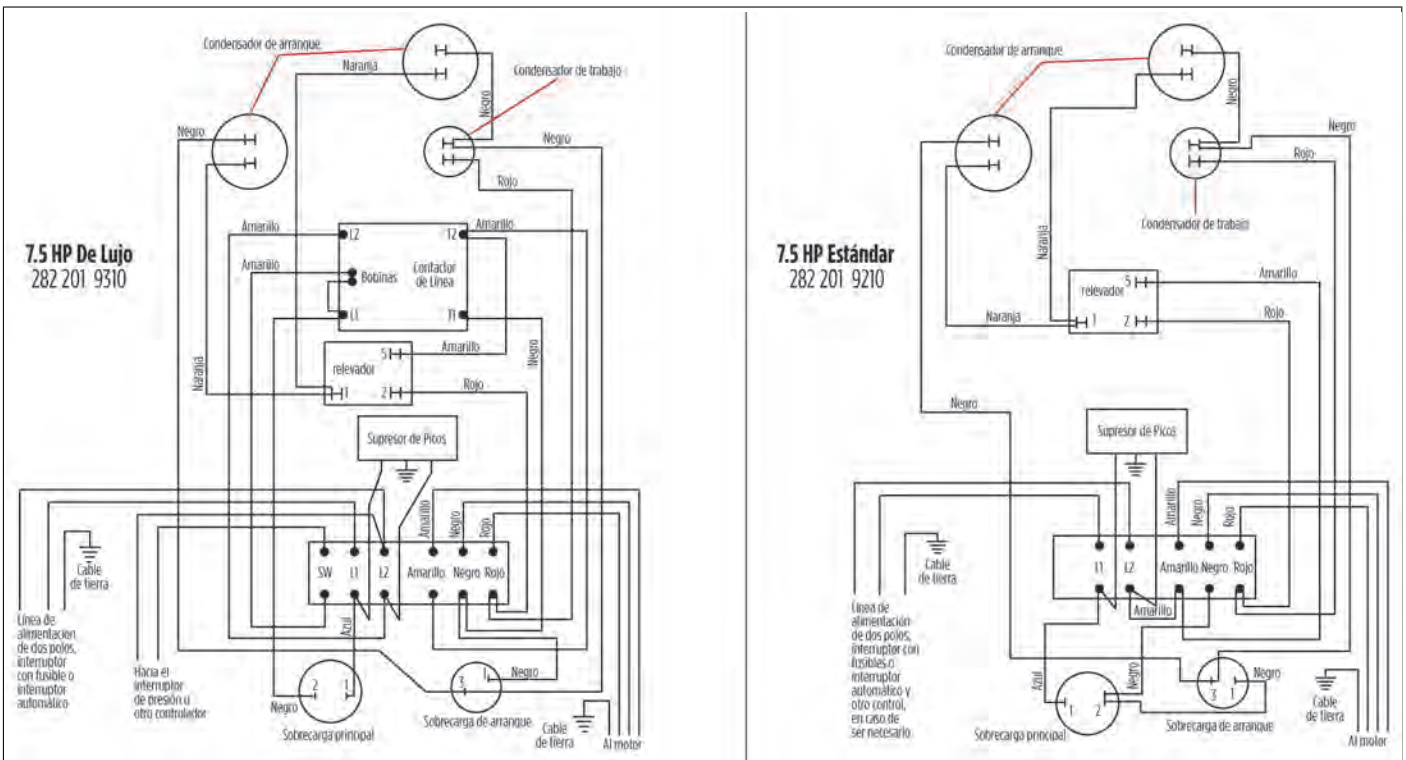 Condensador de arranque
Naranja
Condensador de trabajo
Negro
Negro
Negro
Rojo
Amarillo
L2
T2
Amarillo
7.5 HP De Lujo
282 201 9310
Amarillo
Bobinas
Contactor
de Línea
L1
T1
Negro
Amarillo
5
relevador
Naranja
1
2
Rojo
Supresor de Picos
Amarillo
Negro
Rojo
Cable
de tierra
SW
L1
L2
Amarillo
Negro
Rojo
Azul
Línea de
alimentación
de dos polos,
interruptor
con fusible o
interruptor
automático
Hacia el
interruptor
de presión u
otro controlador
2
1
Negro
Sobrecarga principal
3
1
Negro
Sobrecarga de arranque
Cable
de tierra
Al motor
Condensador de arranque
Negro
Negro
Rojo
Condensador de trabajo
7.5 HP Estándar
282 201 9210
Naranja
Amarillo
5
relevador
Naranja
1
2
Rojo
Negro
Supresor de Picos
Amarillo
Negro
Rojo
Cable
de tierra
L1
L2
Amarillo
Negro
Rojo
Amarillo
Línea de
alimentación
de dos polos,
interruptor con
fusibles o
interruptor
automático y
otro control,
en caso de
ser necesario
Azul
Negro
1
2
Sobrecarga principal
3
1
Negro
Sobrecarga de arranque
Cable
de tierra
Al motor